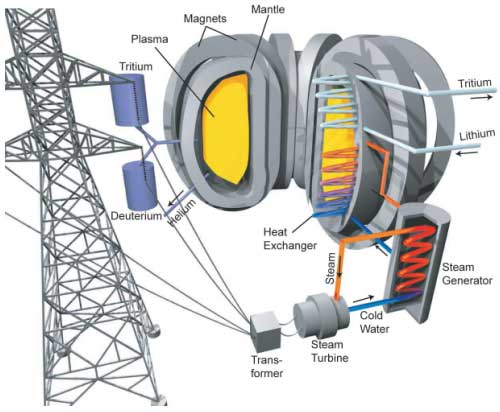 Magnets
Mantle
Plasma
Tritium
Tritium
Lithium
Deuterium
Helium
Heat
Exchanger
Steam
Steam
Generator
Cold
Water
Steam
Turbine
Trans-
former